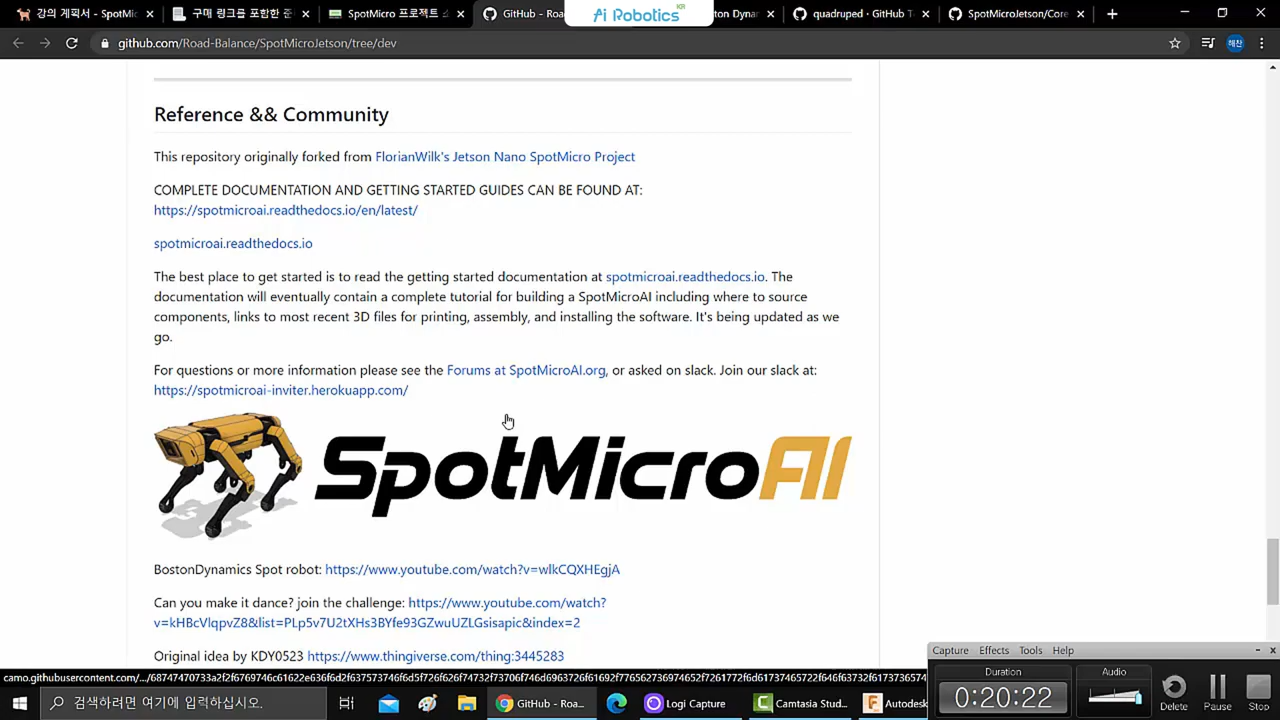 강의 계획서 - SpotMic
구매 링크를 포함한 준
SpotMicro 프로젝트 소
GitHub - Roa
Ai Robotics KR
ton Dynar
quadruped · GitHub T
SpotMicroJetson/Core
github.com/Road-Balance/SpotMicroJetson/tree/dev
해찬
Reference && Community
This repository originally forked from FlorianWilk's Jetson Nano SpotMicro Project
COMPLETE DOCUMENTATION AND GETTING STARTED GUIDES CAN BE FOUND AT:
https://spotmicroai.readthedocs.io/en/latest/
spotmicroai.readthedocs.io
The best place to get started is to read the getting started documentation at spotmicroai.readthedocs.io. The
documentation will eventually contain a complete tutorial for building a SpotMicroAI including where to source
components, links to most recent 3D files for printing, assembly, and installing the software. It's being updated as we
go.
For questions or more information please see the Forums at SpotMicroAI.org, or asked on slack. Join our slack at:
https://spotmicroai-inviter.herokuapp.com/
SpotMicroAI
BostonDynamics Spot robot: https://www.youtube.com/watch?v=wlkCQXHEgjA
Can you make it dance? join the challenge: https://www.youtube.com/watch?
v=kHBcVlqpvZ8&list=PLp5v7U2tXHs3BYfe93GZwuUZLGsisapic&index=2
Original idea by KDY0523 https://www.thingiverse.com/thing:3445283
Capture Effects Tools Help
Duration
0:20:22
Audio
Delete
Pause
Stop
검색하려면 여기에 입력하십시오.
GitHub - Roa...
Logi Capture
Camtasia Stud...
Autodesk